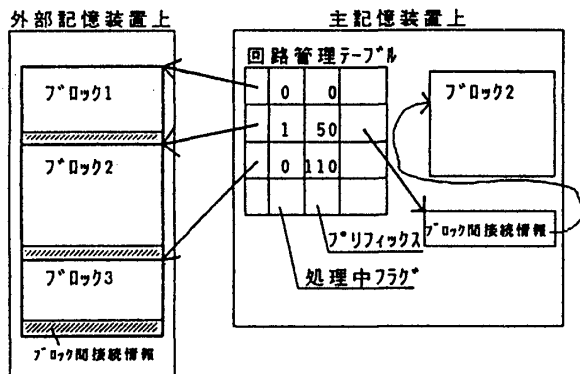 外部記憶装置上
ブロック1
ブロック2
ブロック3
ブロック間接続情報
主記憶装置上
回路管理テーブル
0 0
1 50
0 110
プリフィックス
処理中フラグ
ブロック2
ブロック間接続情報